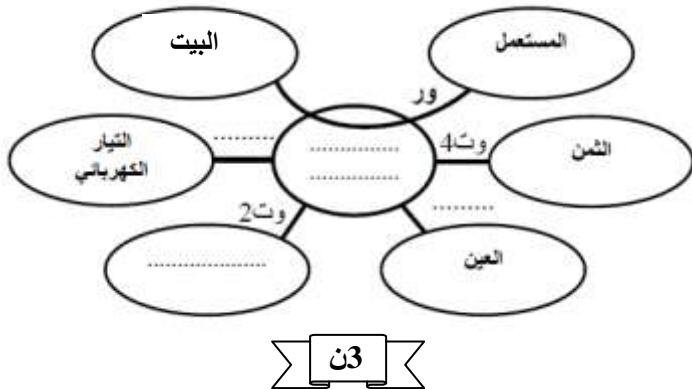 المستعمل
البيت
ور
الثمن
وت4
..............
..............
..........
التيار
الكهربائي
العين
..........
وت2
....................
3ن